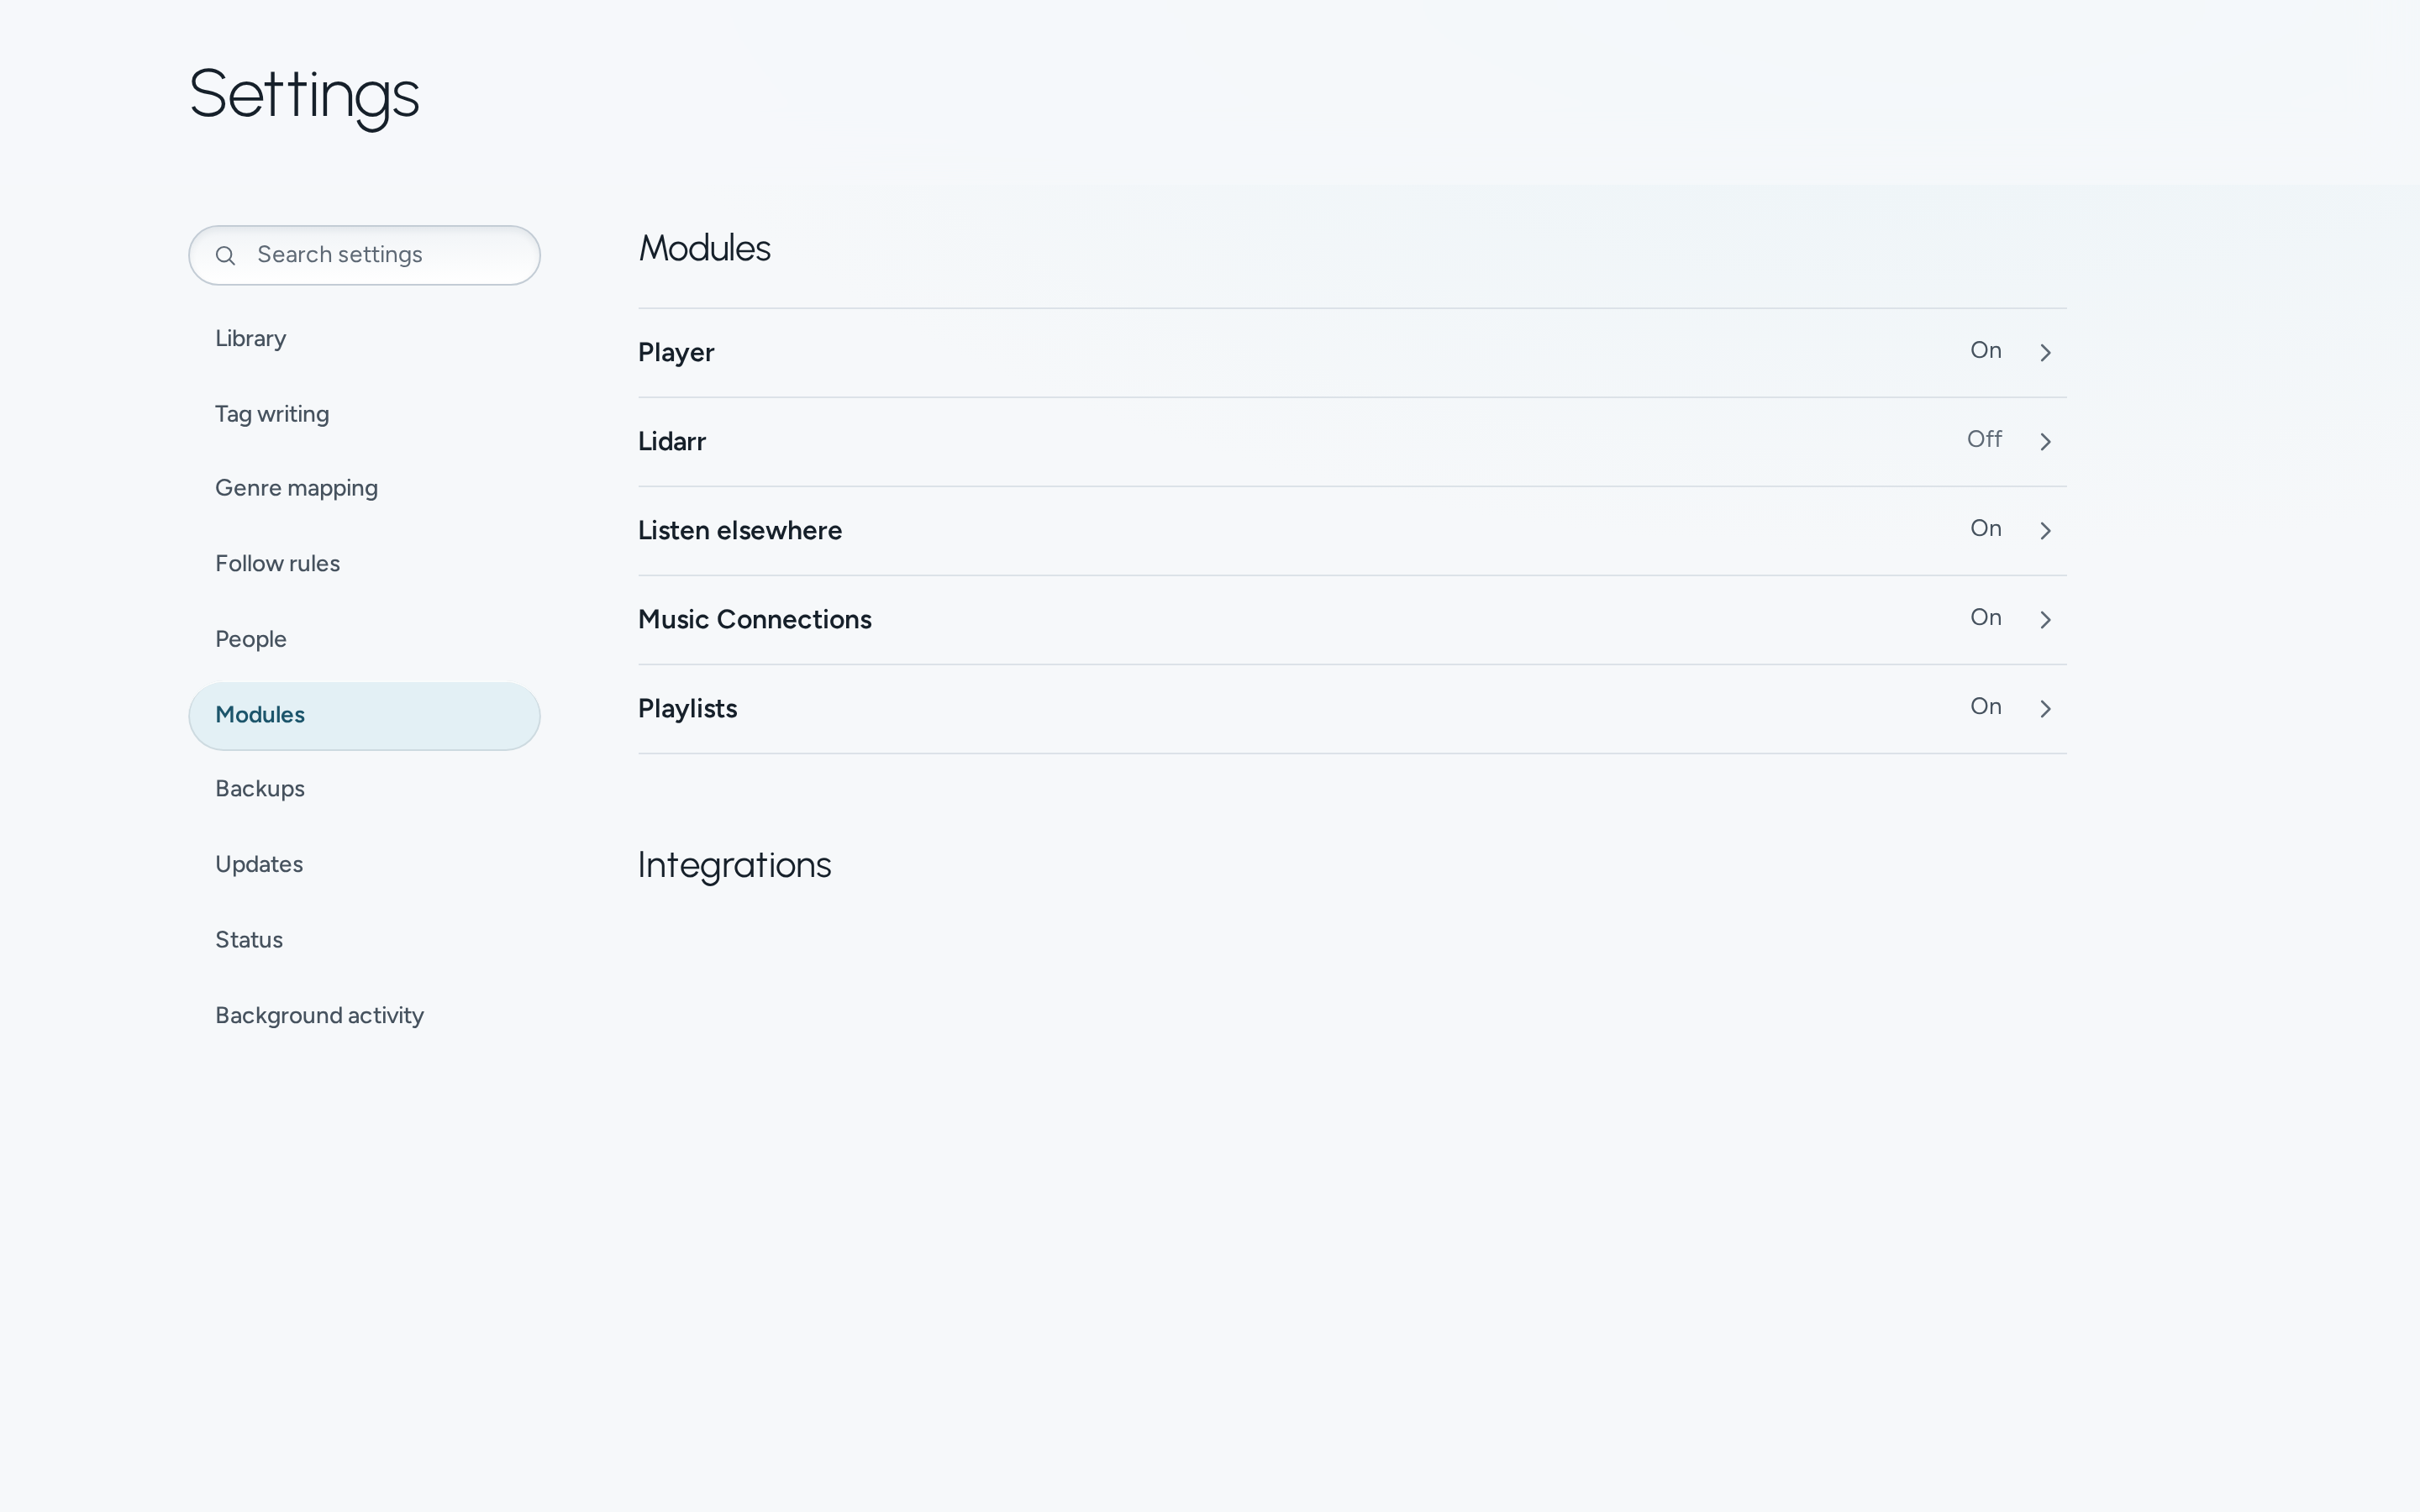 Settings
Search settings
Library
Tag writing
Genre mapping
Follow rules
People
Modules
Backups
Updates
Status
Background activity
Modules
Player On
Lidarr Off
Listen elsewhere On
Music Connections On
Playlists On
Integrations